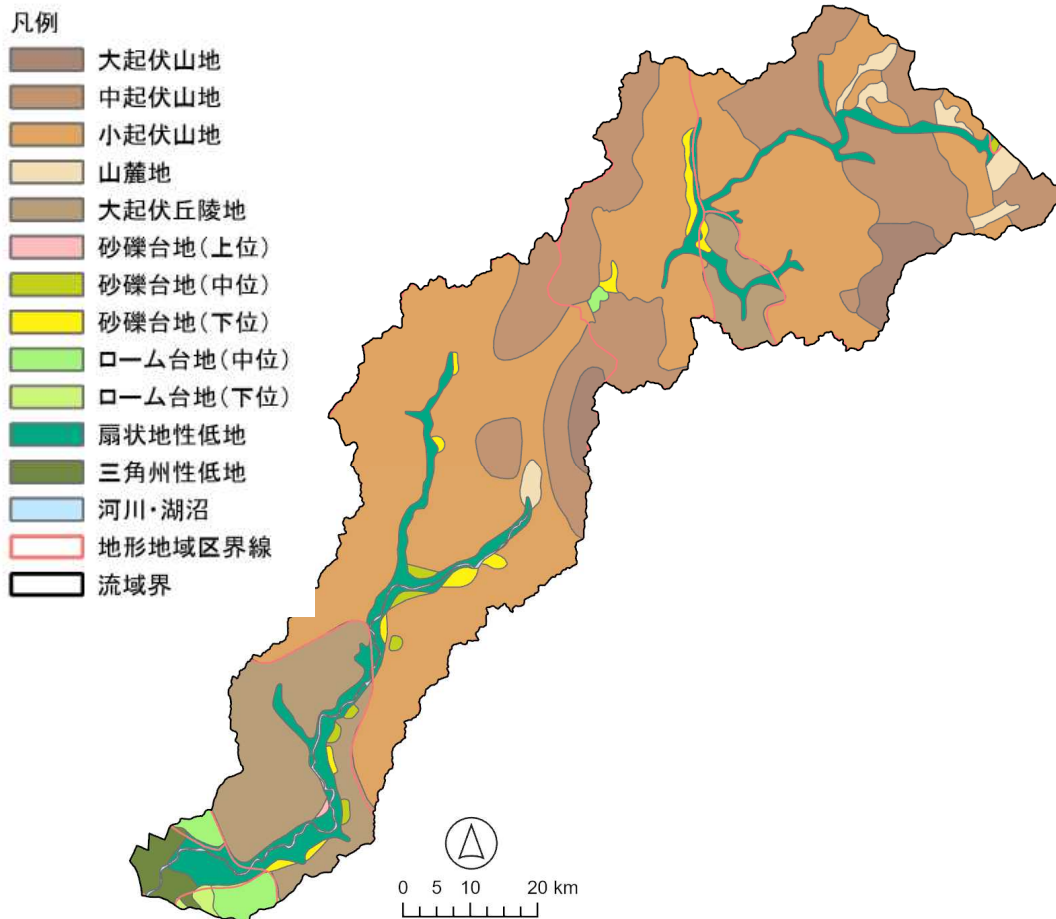 凡例
大起伏山地
中起伏山地
小起伏山地
山麓地
大起伏丘陵地
砂礫台地(上位)
砂礫台地(中位)
砂礫台地(下位)
ローム台地(中位)
ローム台地(下位)
扇状地性低地
三角州性低地
河川・湖沼
地形地域区界線
流域界
0 5 10 20 km